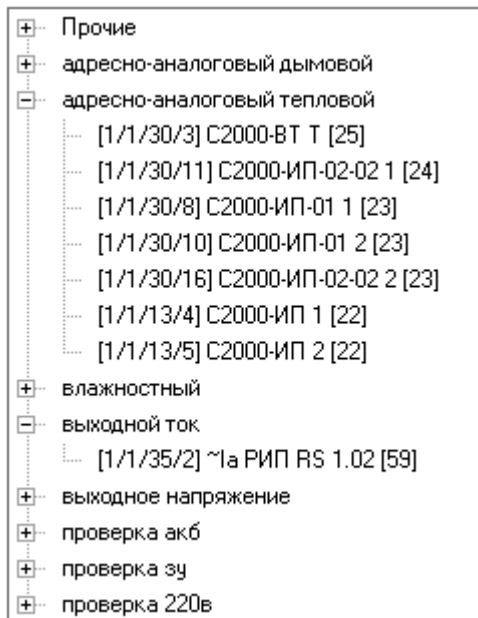 Прочие
адресно-аналоговый дымовой
адресно-аналоговый тепловой
[1/1/30/3] С2000-ВТ Т [25]
[1/1/30/11] С2000-ИП-02-02 1 [24]
[1/1/30/8] С2000-ИП-01 1 [23]
[1/1/30/10] С2000-ИП-01 2 [23]
[1/1/30/16] С2000-ИП-02-02 2 [23]
[1/1/13/4] С2000-ИП 1 [22]
[1/1/13/5] С2000-ИП 2 [22]
влажностный
выходной ток
[1/1/35/2] ~Ia РИП RS 1.02 [59]
выходное напряжение
проверка акб
проверка зу
проверка 220в